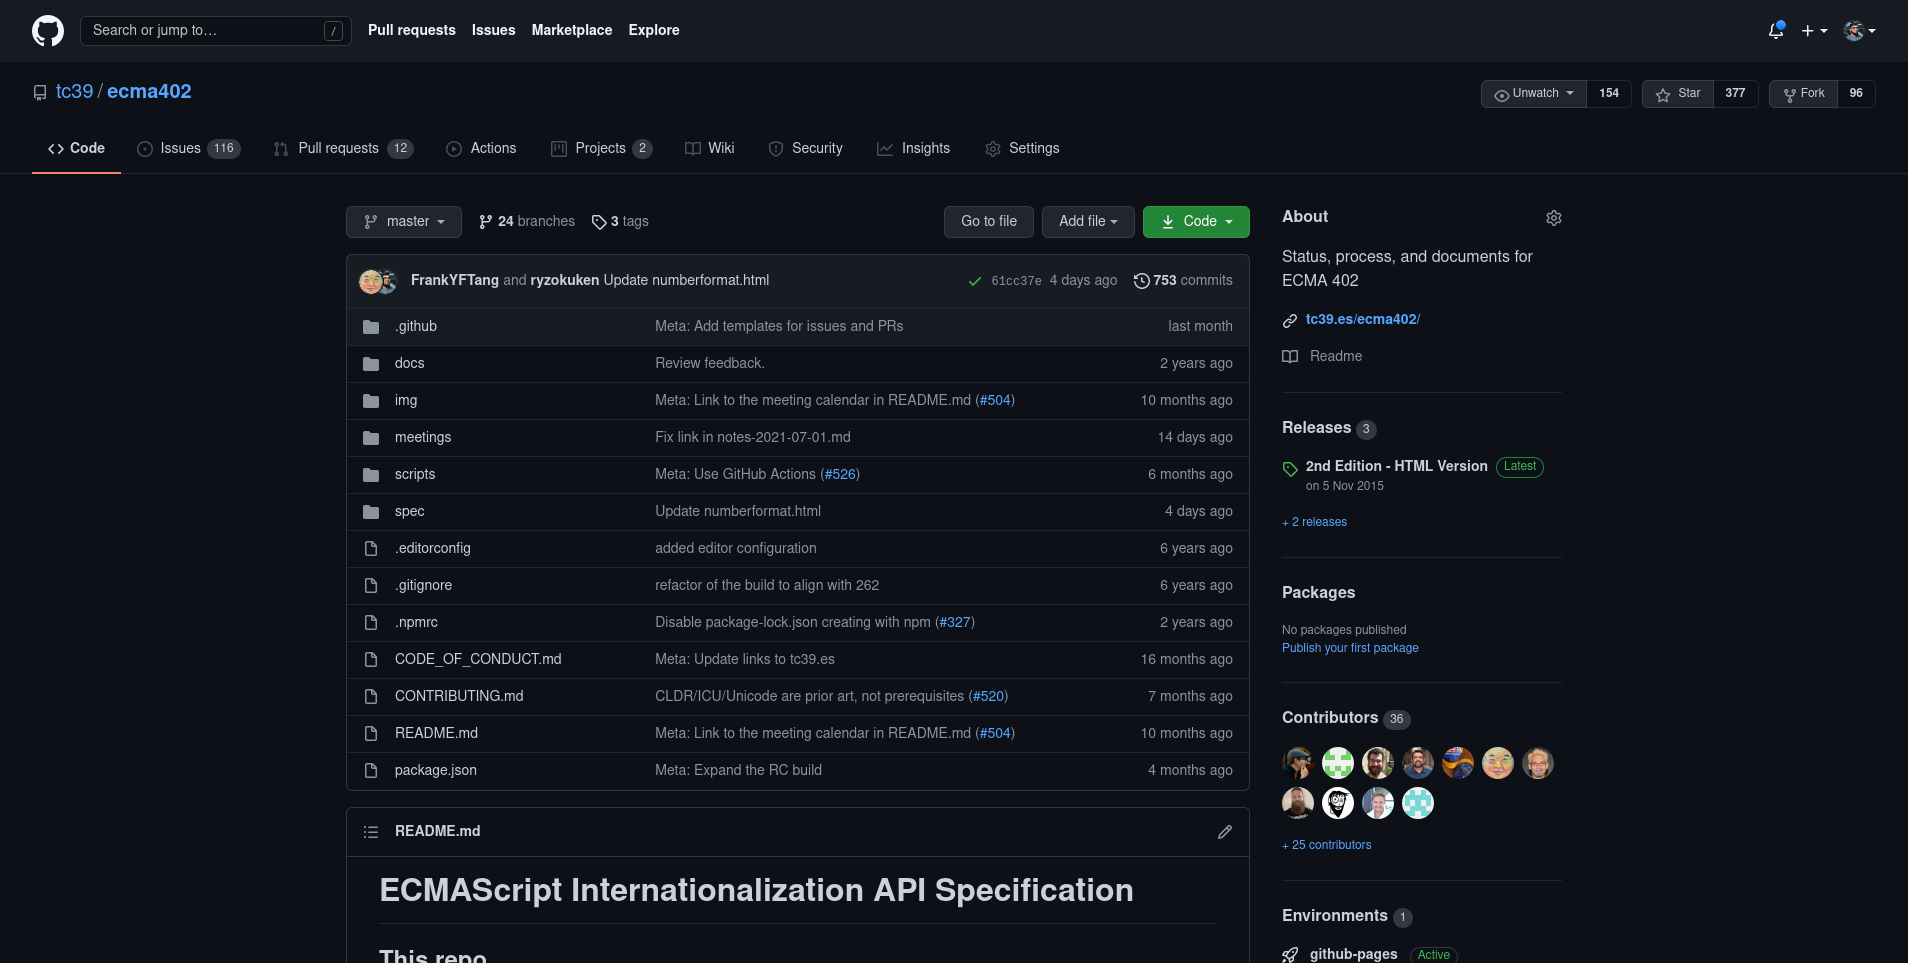 Search or jump to… / Pull requests Issues Marketplace Explore
tc39 / ecma402 Unwatch 154 Star 377 Fork 96
Code Issues 116 Pull requests 12 Actions Projects 2 Wiki Security Insights Settings
master 24 branches 3 tags Go to file Add file Code
FrankYFTang and ryzokuken Update numberformat.html 61cc37e 4 days ago 753 commits
.github Meta: Add templates for issues and PRs last month
docs Review feedback. 2 years ago
img Meta: Link to the meeting calendar in README.md (#504) 10 months ago
meetings Fix link in notes-2021-07-01.md 14 days ago
scripts Meta: Use GitHub Actions (#526) 6 months ago
spec Update numberformat.html 4 days ago
.editorconfig added editor configuration 6 years ago
.gitignore refactor of the build to align with 262 6 years ago
.npmrc Disable package-lock.json creating with npm (#327) 2 years ago
CODE_OF_CONDUCT.md Meta: Update links to tc39.es 16 months ago
CONTRIBUTING.md CLDR/ICU/Unicode are prior art, not prerequisites (#520) 7 months ago
README.md Meta: Link to the meeting calendar in README.md (#504) 10 months ago
package.json Meta: Expand the RC build 4 months ago
README.md
ECMAScript Internationalization API Specification
This repo
About
Status, process, and documents for
ECMA 402
tc39.es/ecma402/
Readme
Releases 3
2nd Edition - HTML Version Latest
on 5 Nov 2015
+ 2 releases
Packages
No packages published
Publish your first package
Contributors 36
+ 25 contributors
Environments 1
github-pages Active